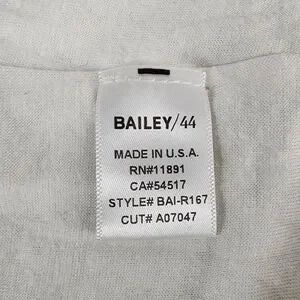 BAILEY/44
MADE IN U.S.A.
RN#11891
CA#54517
STYLE# BAI-R167
CUT# A07047